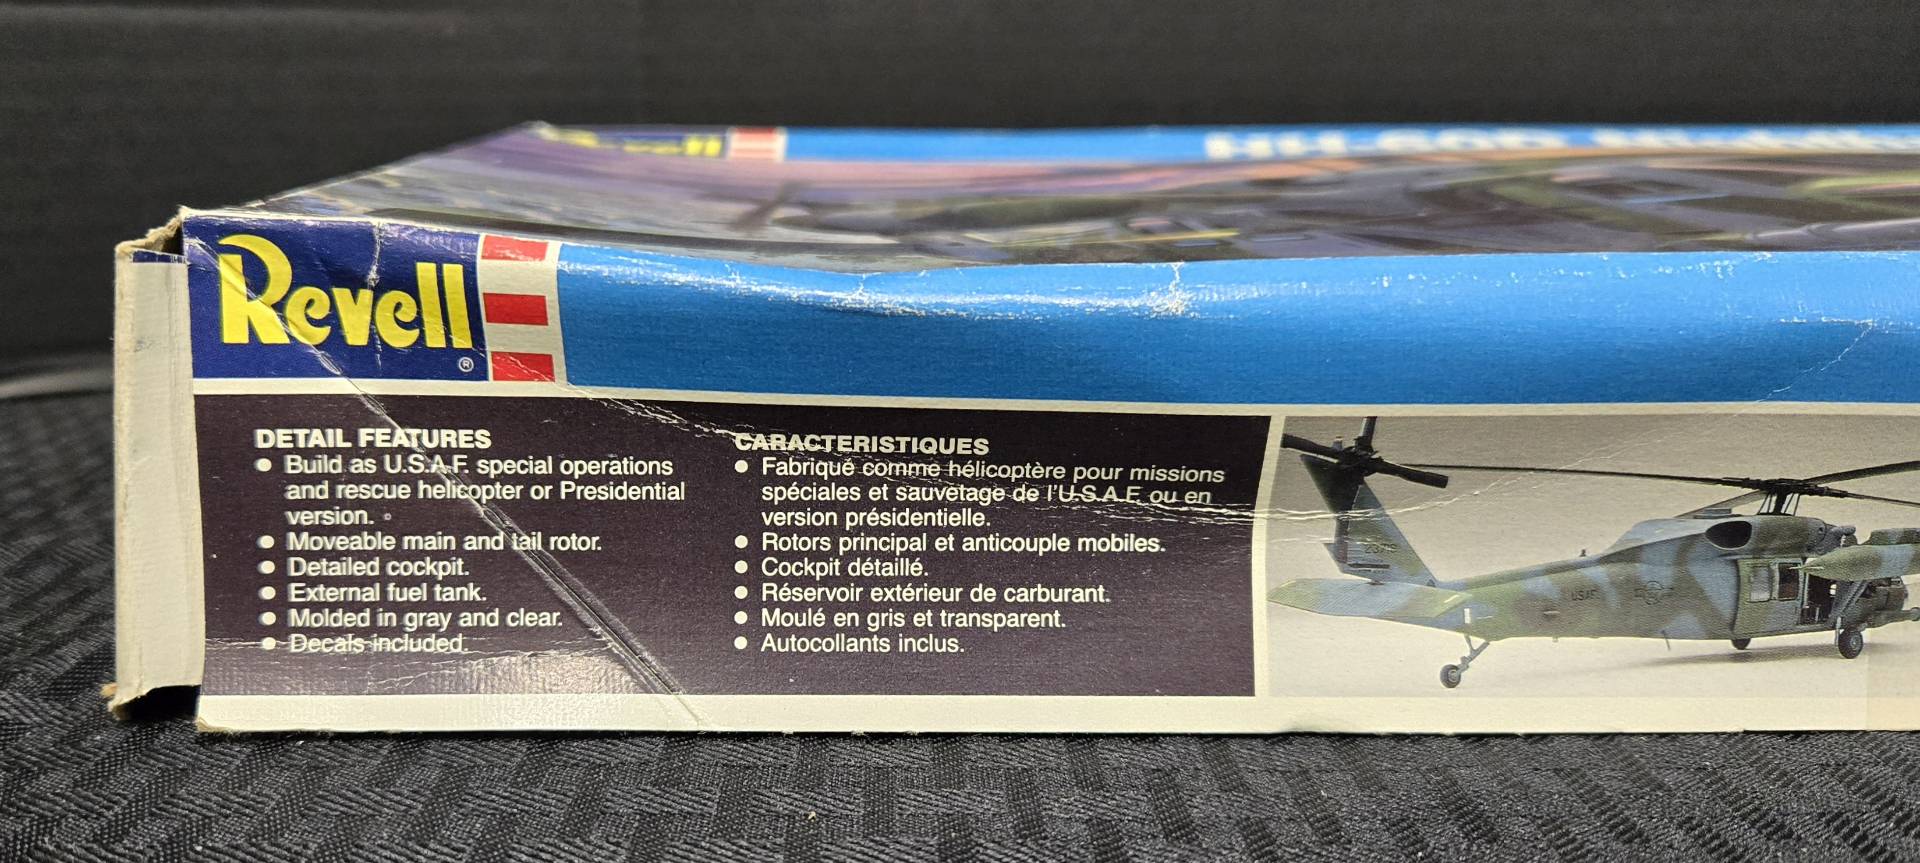 Revell
HH-60D
Revell
®
DETAIL FEATURES
• Build as U.S.A.F. special operations
and rescue helicopter or Presidential
version.
• Moveable main and tail rotor.
• Detailed cockpit.
• External fuel tank.
• Molded in gray and clear.
• Decals included.
CARACTERISTIQUES
• Fabriqué comme hélicoptère pour missions
spéciales et sauvetage de l'U.S.A.F. ou en
version présidentielle.
• Rotors principal et anticouple mobiles.
• Cockpit détaillé.
• Réservoir extérieur de carburant.
• Moulé en gris et transparent.
• Autocollants inclus.
USAF